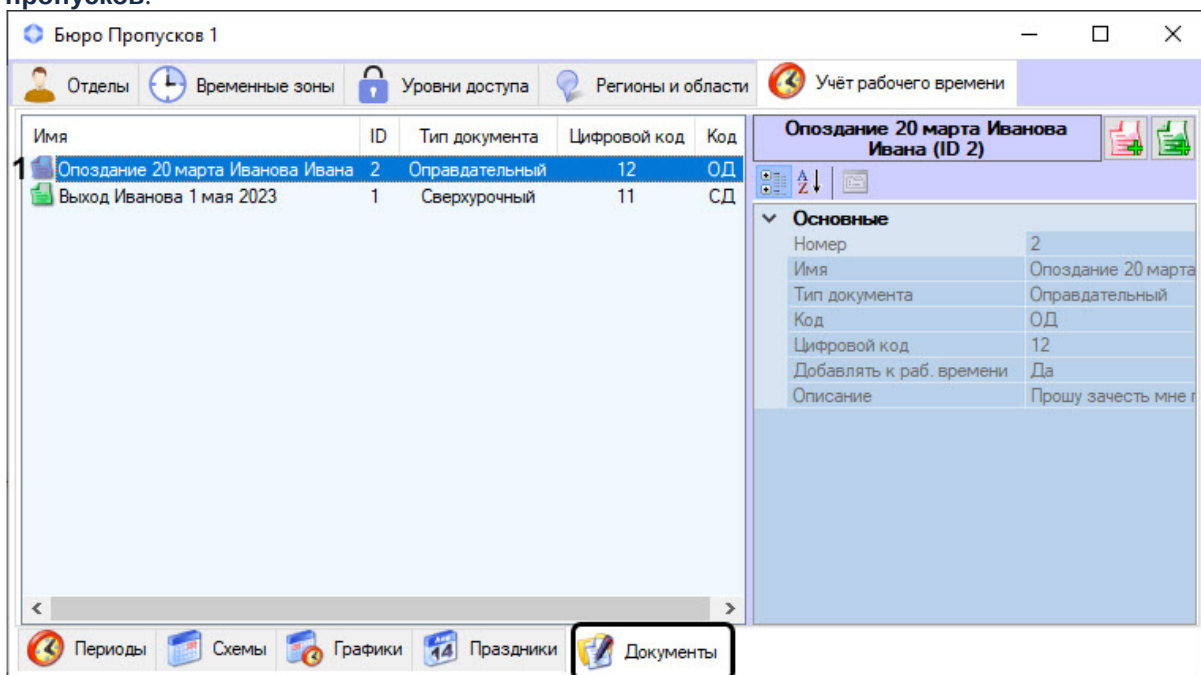 пропусков.
Бюро Пропусков 1
Отделы Временные зоны Уровни доступа Регионы и области Учёт рабочего времени
Имя ID Тип документа Цифровой код Код
1 Опоздание 20 марта Иванова Ивана 2 Оправдательный 12 ОД
Выход Иванова 1 мая 2023 1 Сверхурочный 11 СД
Опоздание 20 марта Иванова
Ивана (ID 2)
Основные
Номер 2
Имя Опоздание 20 марта
Тип документа Оправдательный
Код ОД
Цифровой код 12
Добавлять к раб. времени Да
Описание Прошу зачесть мне
Периоды Схемы Графики 14 Праздники Документы